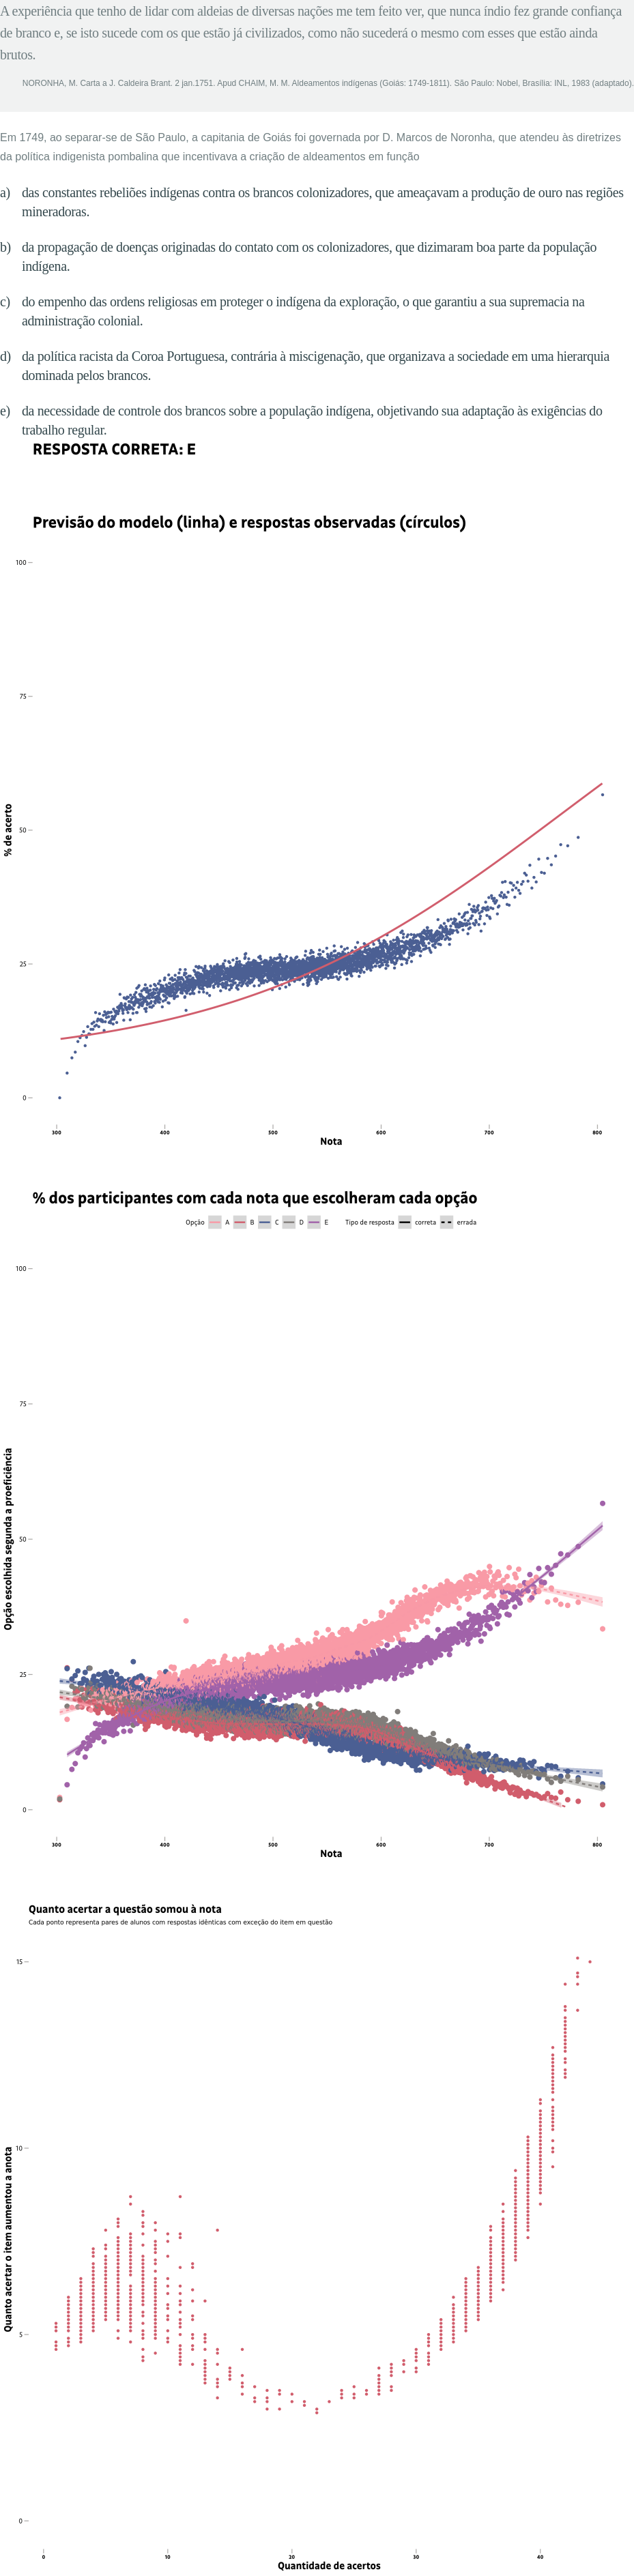 A experiência que tenho de lidar com aldeias de diversas nações me tem feito ver, que nunca índio fez grande confiança
de branco e, se isto sucede com os que estão já civilizados, como não sucederá o mesmo com esses que estão ainda
brutos.
NORONHA, M. Carta a J. Caldeira Brant. 2 jan.1751. Apud CHAIM, M. M. Aldeamentos indígenas (Goiás: 1749-1811). São Paulo: Nobel, Brasília: INL, 1983 (adaptado).
Em 1749, ao separar-se de São Paulo, a capitania de Goiás foi governada por D. Marcos de Noronha, que atendeu às diretrizes
da política indigenista pombalina que incentivava a criação de aldeamentos em função
a) das constantes rebeliões indígenas contra os brancos colonizadores, que ameaçavam a produção de ouro nas regiões
mineradoras.
b) da propagação de doenças originadas do contato com os colonizadores, que dizimaram boa parte da população
indígena.
c) do empenho das ordens religiosas em proteger o indígena da exploração, o que garantiu a sua supremacia na
administração colonial.
d) da política racista da Coroa Portuguesa, contrária à miscigenação, que organizava a sociedade em uma hierarquia
dominada pelos brancos.
e) da necessidade de controle dos brancos sobre a população indígena, objetivando sua adaptação às exigências do
trabalho regular.
RESPOSTA CORRETA: E
Previsão do modelo (linha) e respostas observadas (círculos)
100
75
% de acerto
50
25
0
300 400 500 600 700 800
Nota
% dos participantes com cada nota que escolheram cada opção
Opção A B C D E Tipo de resposta correta errada
100
75
Opção escolhida segunda a proeficiência
50
25
0
300 400 500 600 700 800
Nota
Quanto acertar a questão somou à nota
Cada ponto representa pares de alunos com respostas idênticas com exceção do item em questão
15
10
Quanto acertar o item aumentou a anota
5
0
0 10 20 30 40
Quantidade de acertos